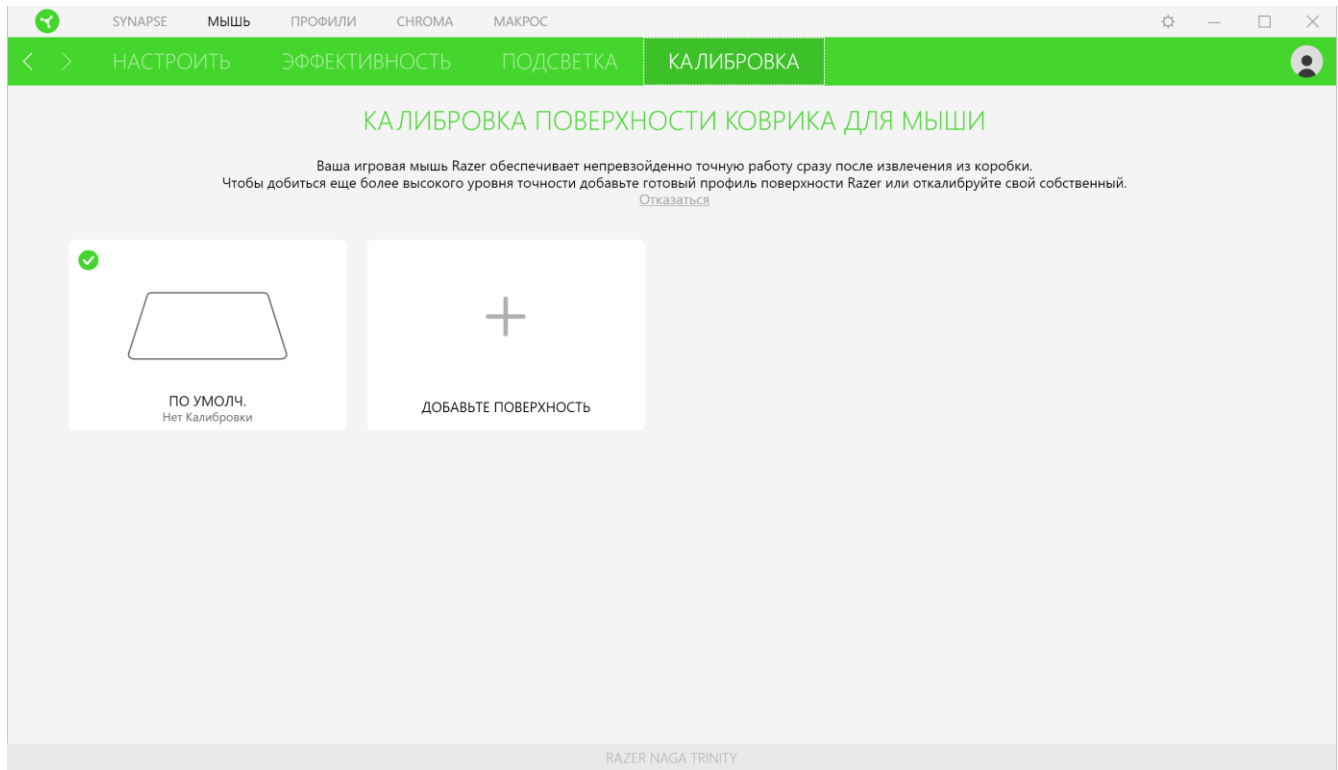 SYNAPSE МЫШЬ ПРОФИЛИ CHROMA МАКРОС
НАСТРОИТЬ ЭФФЕКТИВНОСТЬ ПОДСВЕТКА КАЛИБРОВКА
КАЛИБРОВКА ПОВЕРХНОСТИ КОВРИКА ДЛЯ МЫШИ
Ваша игровая мышь Razer обеспечивает непревзойденно точную работу сразу после извлечения из коробки.
Чтобы добиться еще более высокого уровня точности добавьте готовый профиль поверхности Razer или откалибруйте свой собственный.
Отказаться
ПО УМОЛЧ.
Нет Калибровки
ДОБАВЬТЕ ПОВЕРХНОСТЬ
RAZER NAGA TRINITY